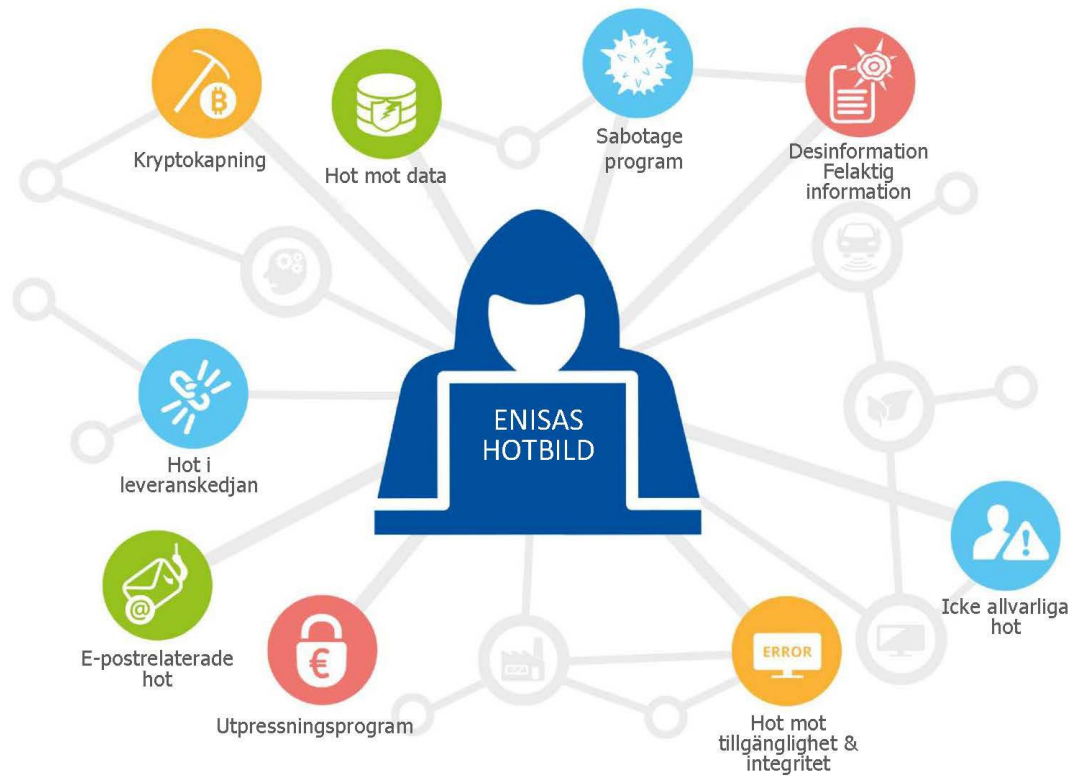 Kryptokapning
Hot mot data
Sabotage
program
Desinformation
Felaktig
information
ENISAS
HOTBILD
Hot i
leveranskedjan
E-postrelaterade
hot
Utpressningsprogram
ERROR
Hot mot
tillgänglighet &
integritet
Icke allvarliga
hot